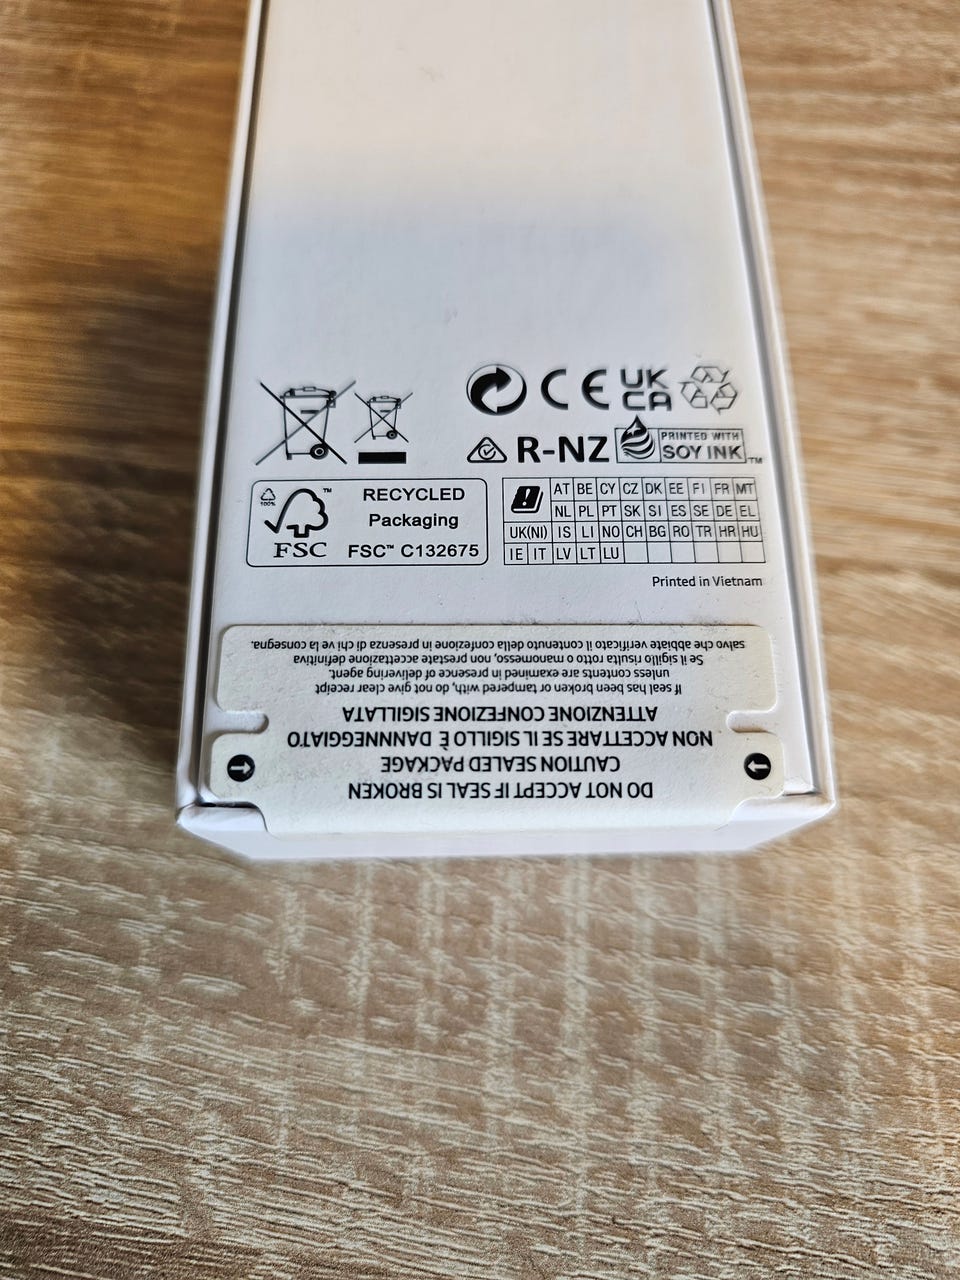 CE
UK
CA
R-NZ
PRINTED WITH
SOY INK™
100%
™
FSC
RECYCLED
Packaging
FSC™ C132675
AT BE CY CZ DK EE FI FR MT
NL PL PT SK SI ES SE DE EL
UK(NI) IS LI NO CH BG RO TR HR HU
IE IT LV LT LU
Printed in Vietnam
DO NOT ACCEPT IF SEAL IS BROKEN
CAUTION SEALED PACKAGE
NON ACCETTARE SE IL SIGILLO È DANNNEGGIATO
ATTENZIONE CONFEZIONE SIGILLATA
If seal has been broken or tampered with, do not give clear receipt
unless contents are examined in presence of delivering agent.
Se il sigillo risulta rotto o manomesso, non prestate accettazione definitiva
salvo che abbiate verificato il contenuto della confezione in presenza di chi ve la consegna.